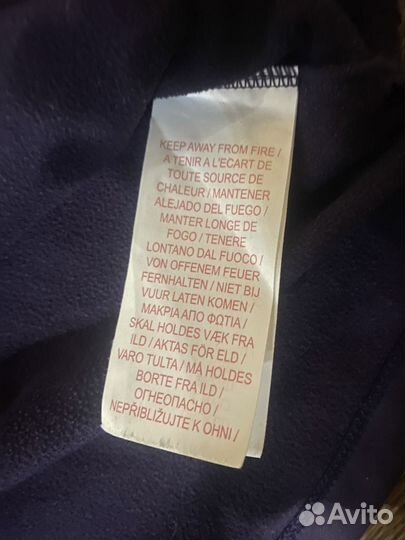 KEEP AWAY FROM FIRE /
A TENIR A L'ECART DE
TOUTE SOURCE DE
CHALEUR / MANTENER
ALEJADO DEL FUEGO /
MANTER LONGE DE
FOGO / TENERE
LONTANO DAL FUOCO /
VON OFFENEM FEUER
FERNHALTEN / NIET BIJ
VUUR LATEN KOMEN /
ΜΑΚΡΙΑ ΑΠΟ ΦΩΤΙΑ /
SKAL HOLDES VÆK FRA
ILD / AKTAS FÖR ELD /
VARO TULTA / MÅ HOLDES
BORTE FRA ILD /
ОГНЕОПАСНО /
NEPŘIBLIŽUJTE K OHNI /
Avito